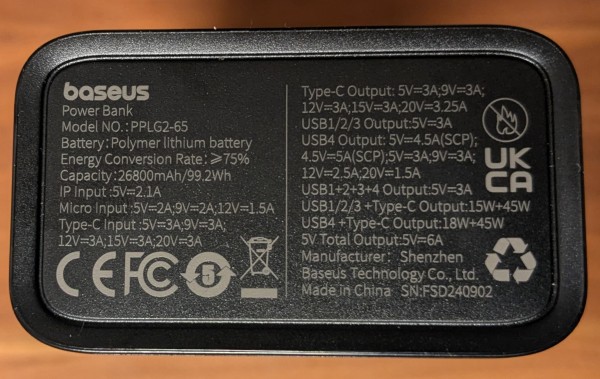 baseus
Power Bank
Model NO.: PPLG2-65
Battery: Polymer lithium battery
Energy Conversion Rate: ≥75%
Capacity: 26800mAh/99.2Wh
IP Input :5V⎓2.1A
Micro Input :5V⎓2A;9V⎓2A;12V⎓1.5A
Type-C Input :5V⎓3A;9V⎓3A;
12V⎓3A;15V⎓3A;20V⎓3A
CE FC 5
Type-C Output: 5V⎓3A;9V⎓3A;
12V⎓3A;15V⎓3A;20V⎓3.25A
USB1/2/3 Output:5V⎓3A
USB4 Output: 5V⎓4.5A(SCP);
4.5V⎓5A(SCP);5V⎓3A;9V⎓3A;
12V⎓2.5A;20V⎓1.5A
USB1+2+3+4 Output:5V⎓3A
USB1/2/3 +Type-C Output:15W+45W
USB4 +Type-C Output:18W+45W
5V Total Output:5V⎓6A
Manufacturer: Shenzhen
Baseus Technology Co., Ltd.
Made in China SN:FSD240902
UK
CA